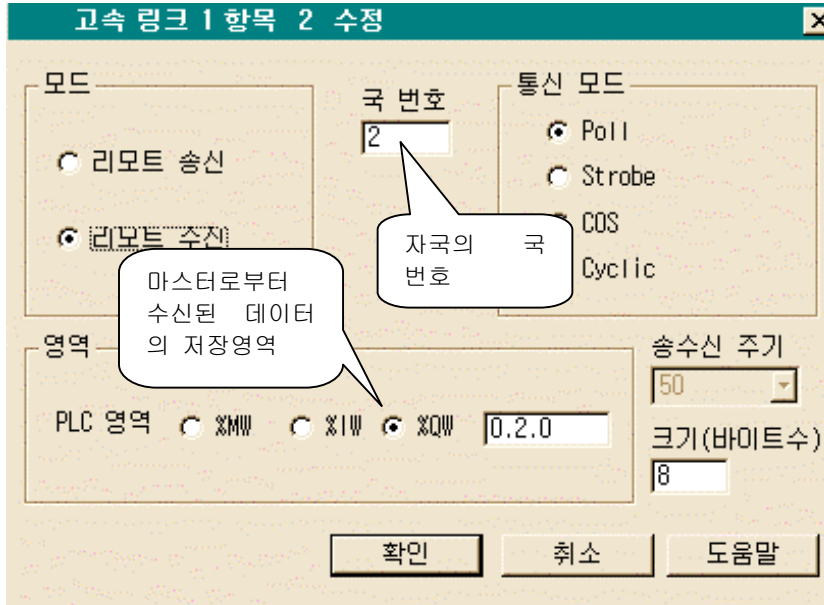 고속 링크 1 항목 2 수정
모드
국 번호
통신 모드
2
Poll
리모트 송신
Strobe
리모트 수신
COS
자국의 국
번호
Cyclic
마스터로부터
수신된 데이터
의 저장영역
영역
송수신 주기
50
PLC 영역 %MW %IW %QW 0.2.0
크기(바이트수)
8
확인 취소 도움말